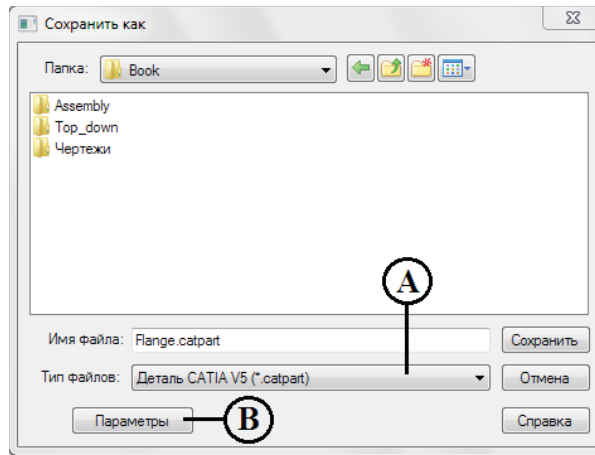 Сохранить как
Папка: Book
Assembly
Top_down
Чертежи
A
Имя файла: Flange.catpart Сохранить
Тип файлов: Деталь CATIA V5 (*.catpart) Отмена
Параметры B Справка